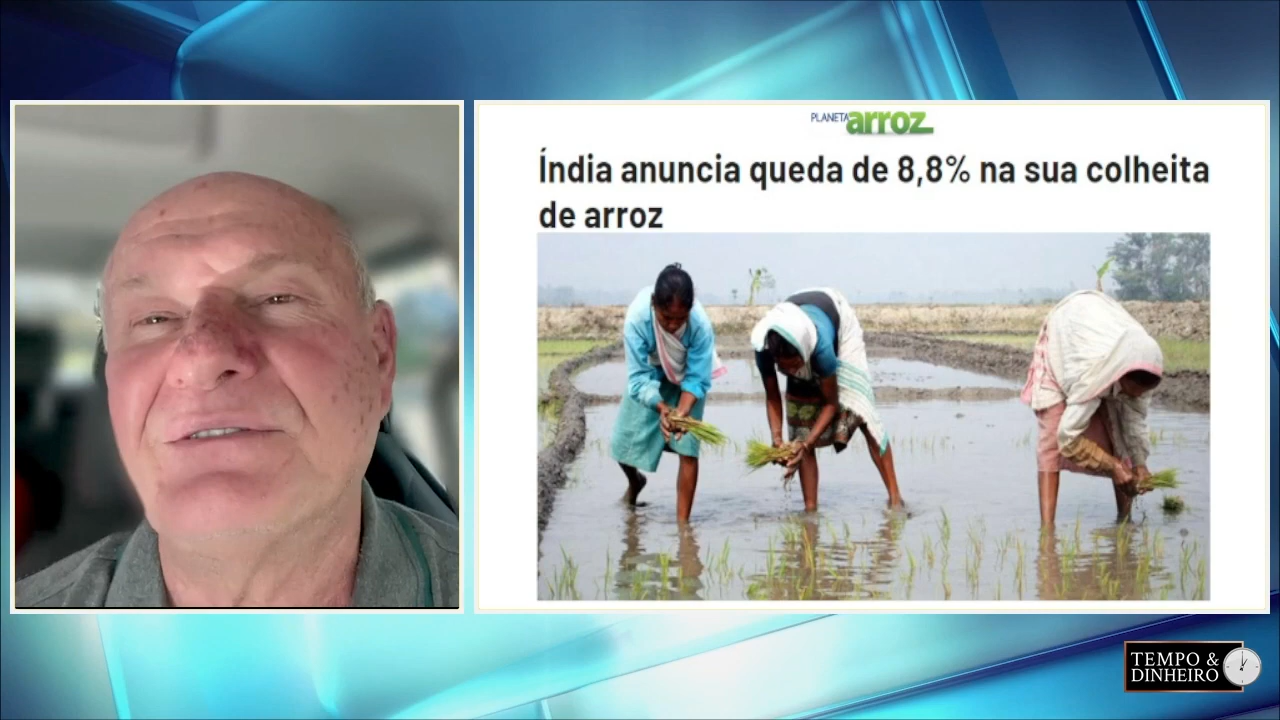 PLANETA arroz
Índia anuncia queda de 8,8% na sua colheita
de arroz
TEMPO &
DINHEIRO